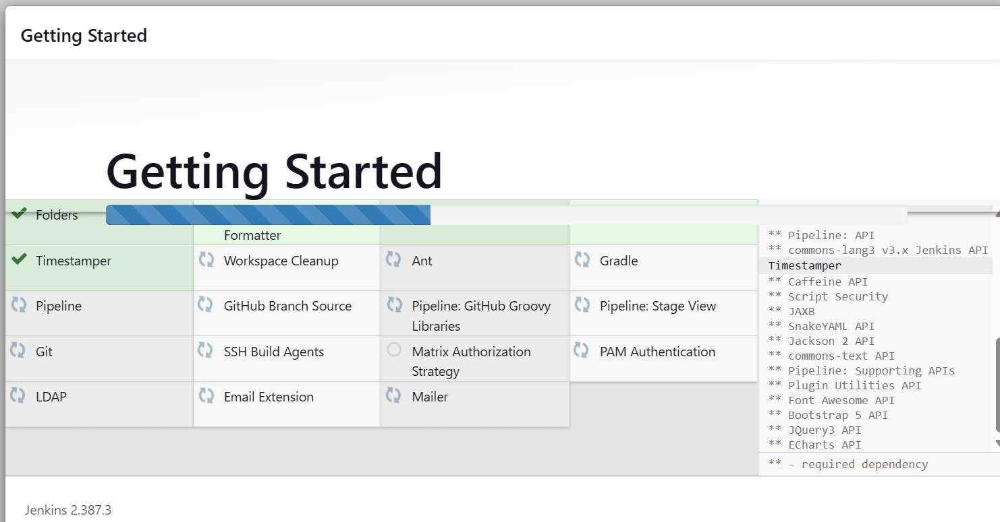 Getting Started
Getting Started
Folders
Formatter
Timestamper
Workspace Cleanup
Ant
Gradle
Pipeline
GitHub Branch Source
Pipeline: GitHub Groovy
Libraries
Pipeline: Stage View
Git
SSH Build Agents
Matrix Authorization
Strategy
PAM Authentication
LDAP
Email Extension
Mailer
** Pipeline: API
** commons-lang3 v3.x Jenkins API
Timestamper
** Caffeine API
** Script Security
** JAXB
** SnakeYAML API
** Jackson 2 API
** commons-text API
** Pipeline: Supporting APIs
** Plugin Utilities API
** Font Awesome API
** Bootstrap 5 API
** JQuery3 API
** ECharts API
** - required dependency
Jenkins 2.387.3